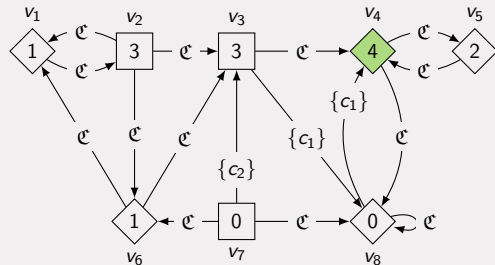 v₁ v₂ v₃ v₄ v₅
ℭ ℭ
1 3 ℭ 3 ℭ 4 2
ℭ ℭ
{c₁}
ℭ ℭ ℭ {c₁} ℭ
{c₂}
1 ℭ 0 ℭ 0 ℭ
v₆ v₇ v₈